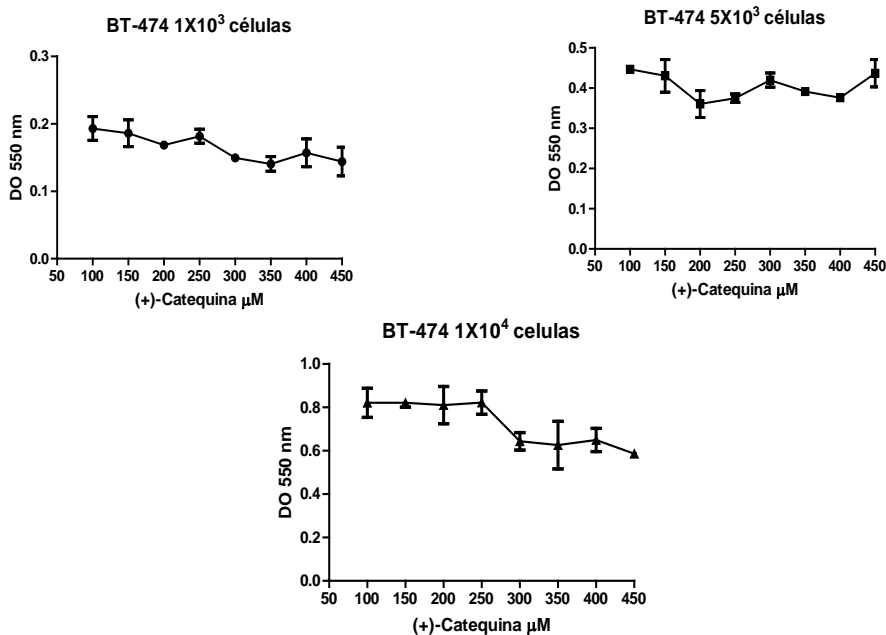 BT-474 1X10³ células
0.3
0.2
0.1
0.0
DO 550 nm
50 100 150 200 250 300 350 400 450
(+)-Catequina μM
BT-474 5X10³ células
0.5
0.4
0.3
0.2
0.1
0.0
DO 550 nm
50 100 150 200 250 300 350 400 450
(+)-Catequina μM
BT-474 1X10⁴ celulas
1.0
0.8
0.6
0.4
0.2
0.0
DO 550 nm
50 100 150 200 250 300 350 400 450
(+)-Catequina μM